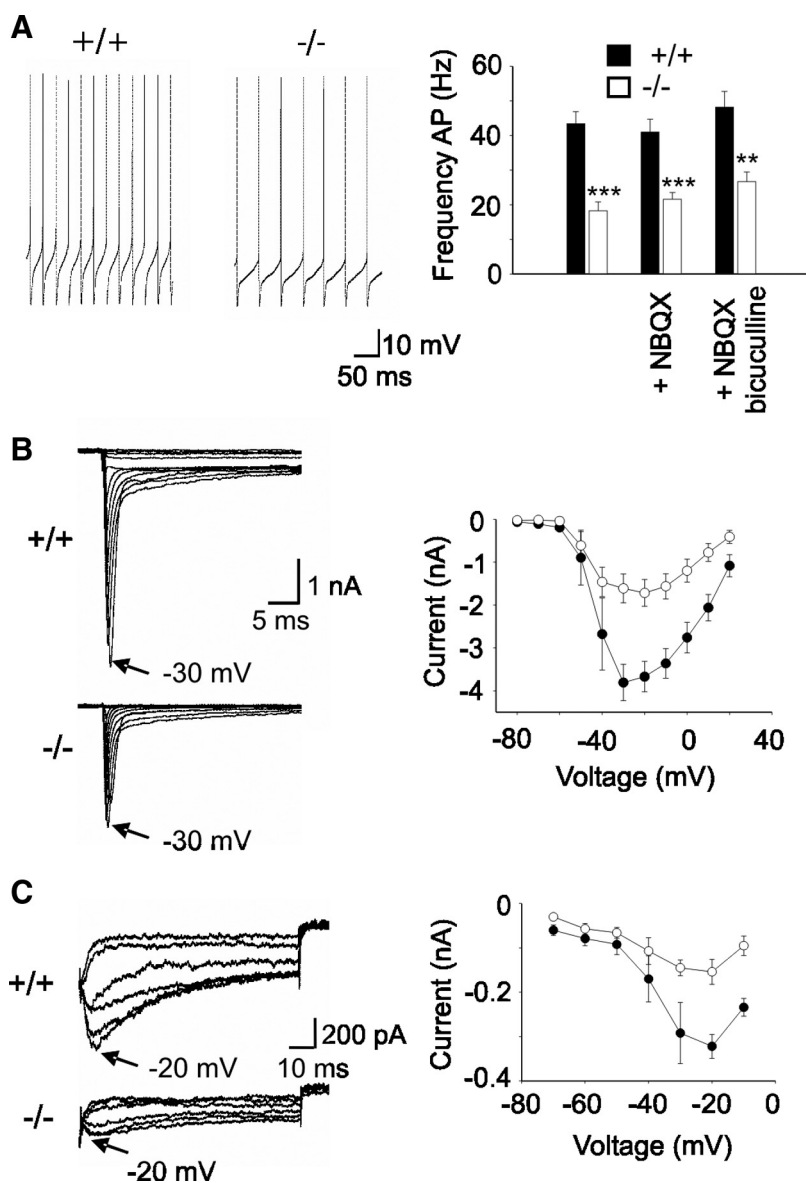 A
+/+
-/-
10 mV
50 ms
Frequency AP (Hz)
60
40
20
0
+/+
-/-
***
***
**
+ NBQX
+ NBQX
bicuculline
B
+/+
1 nA
5 ms
-30 mV
-/-
-30 mV
Current (nA)
0
-1
-2
-3
-4
-80
-40
0
40
Voltage (mV)
C
+/+
200 pA
10 ms
-20 mV
-/-
-20 mV
Current (nA)
0
-0.2
-0.4
-80
-60
-40
-20
0
Voltage (mV)